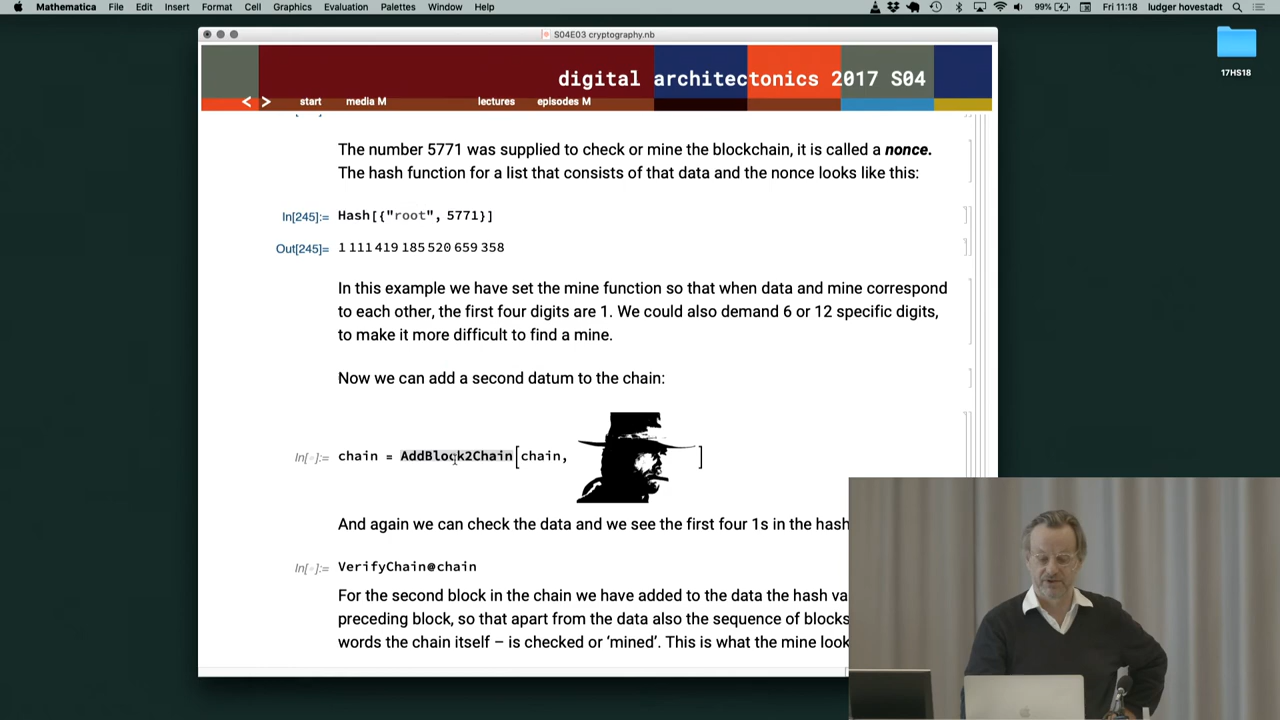 Mathematica File Edit Insert Format Cell Graphics Evaluation Palettes Window Help 99% Fri 11:18 ludger hovestadt
S04E03 cryptography.nb
17HS18
digital architectonics 2017 S04
< > start media M lectures episodes M
The number 5771 was supplied to check or mine the blockchain, it is called a nonce.
The hash function for a list that consists of that data and the nonce looks like this:
In[245]:= Hash[{"root", 5771}]
Out[245]= 1 111 419 185 520 659 358
In this example we have set the mine function so that when data and mine correspond
to each other, the first four digits are 1. We could also demand 6 or 12 specific digits,
to make it more difficult to find a mine.
Now we can add a second datum to the chain:
In[◦]:= chain = AddBlock2Chain[chain, ]
And again we can check the data and we see the first four 1s in the hash
In[◦]:= VerifyChain@chain
For the second block in the chain we have added to the data the hash va
preceding block, so that apart from the data also the sequence of blocks
words the chain itself – is checked or ‘mined’. This is what the mine look